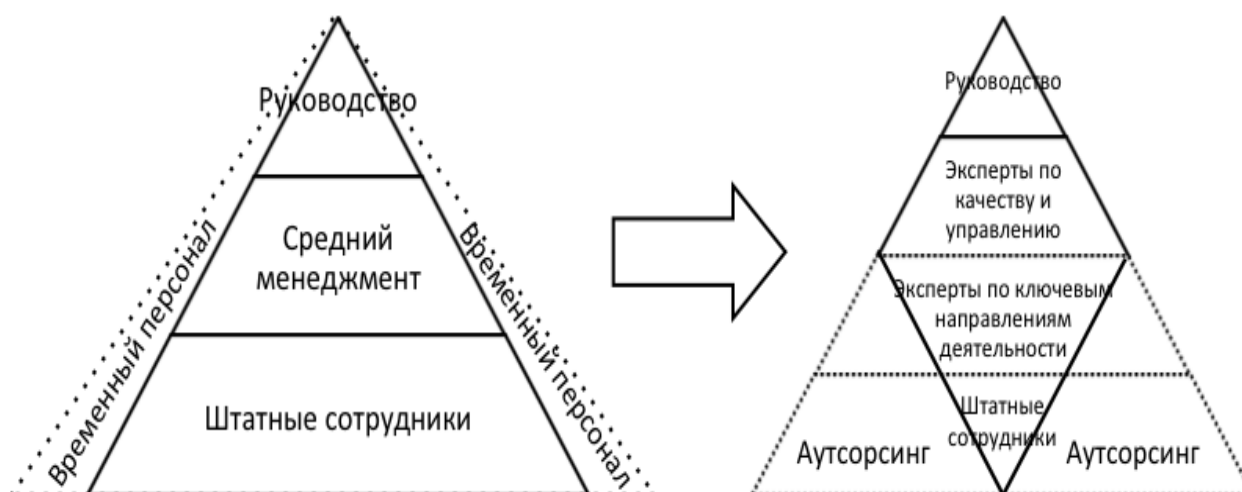 Руководство
Средний
менеджмент
Штатные сотрудники
Временный персонал
Временный персонал
Руководство
Эксперты по
качеству и
управлению
Эксперты по ключевым
направлениям
деятельности
Штатные
сотрудники
Аутсорсинг
Аутсорсинг